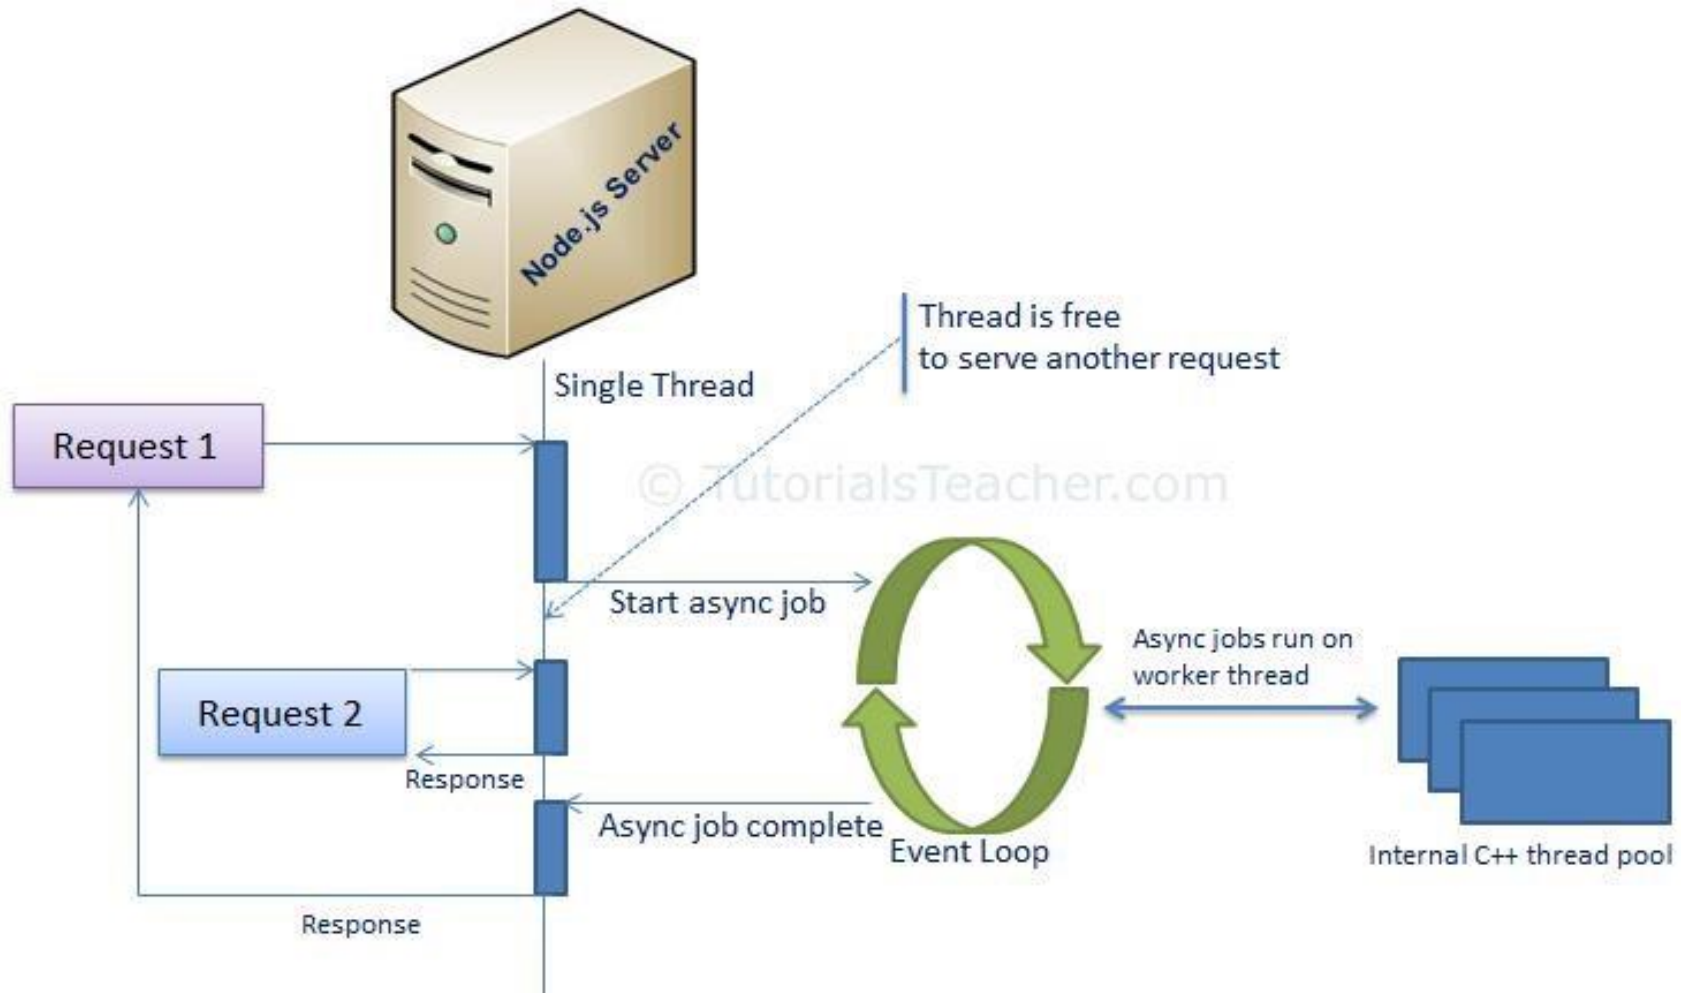 Node.js Server
Thread is free
to serve another request
Single Thread
Request 1
© TutorialsTeacher.com
Start async job
Async jobs run on
worker thread
Request 2
Response
Async job complete
Event Loop
Internal C++ thread pool
Response